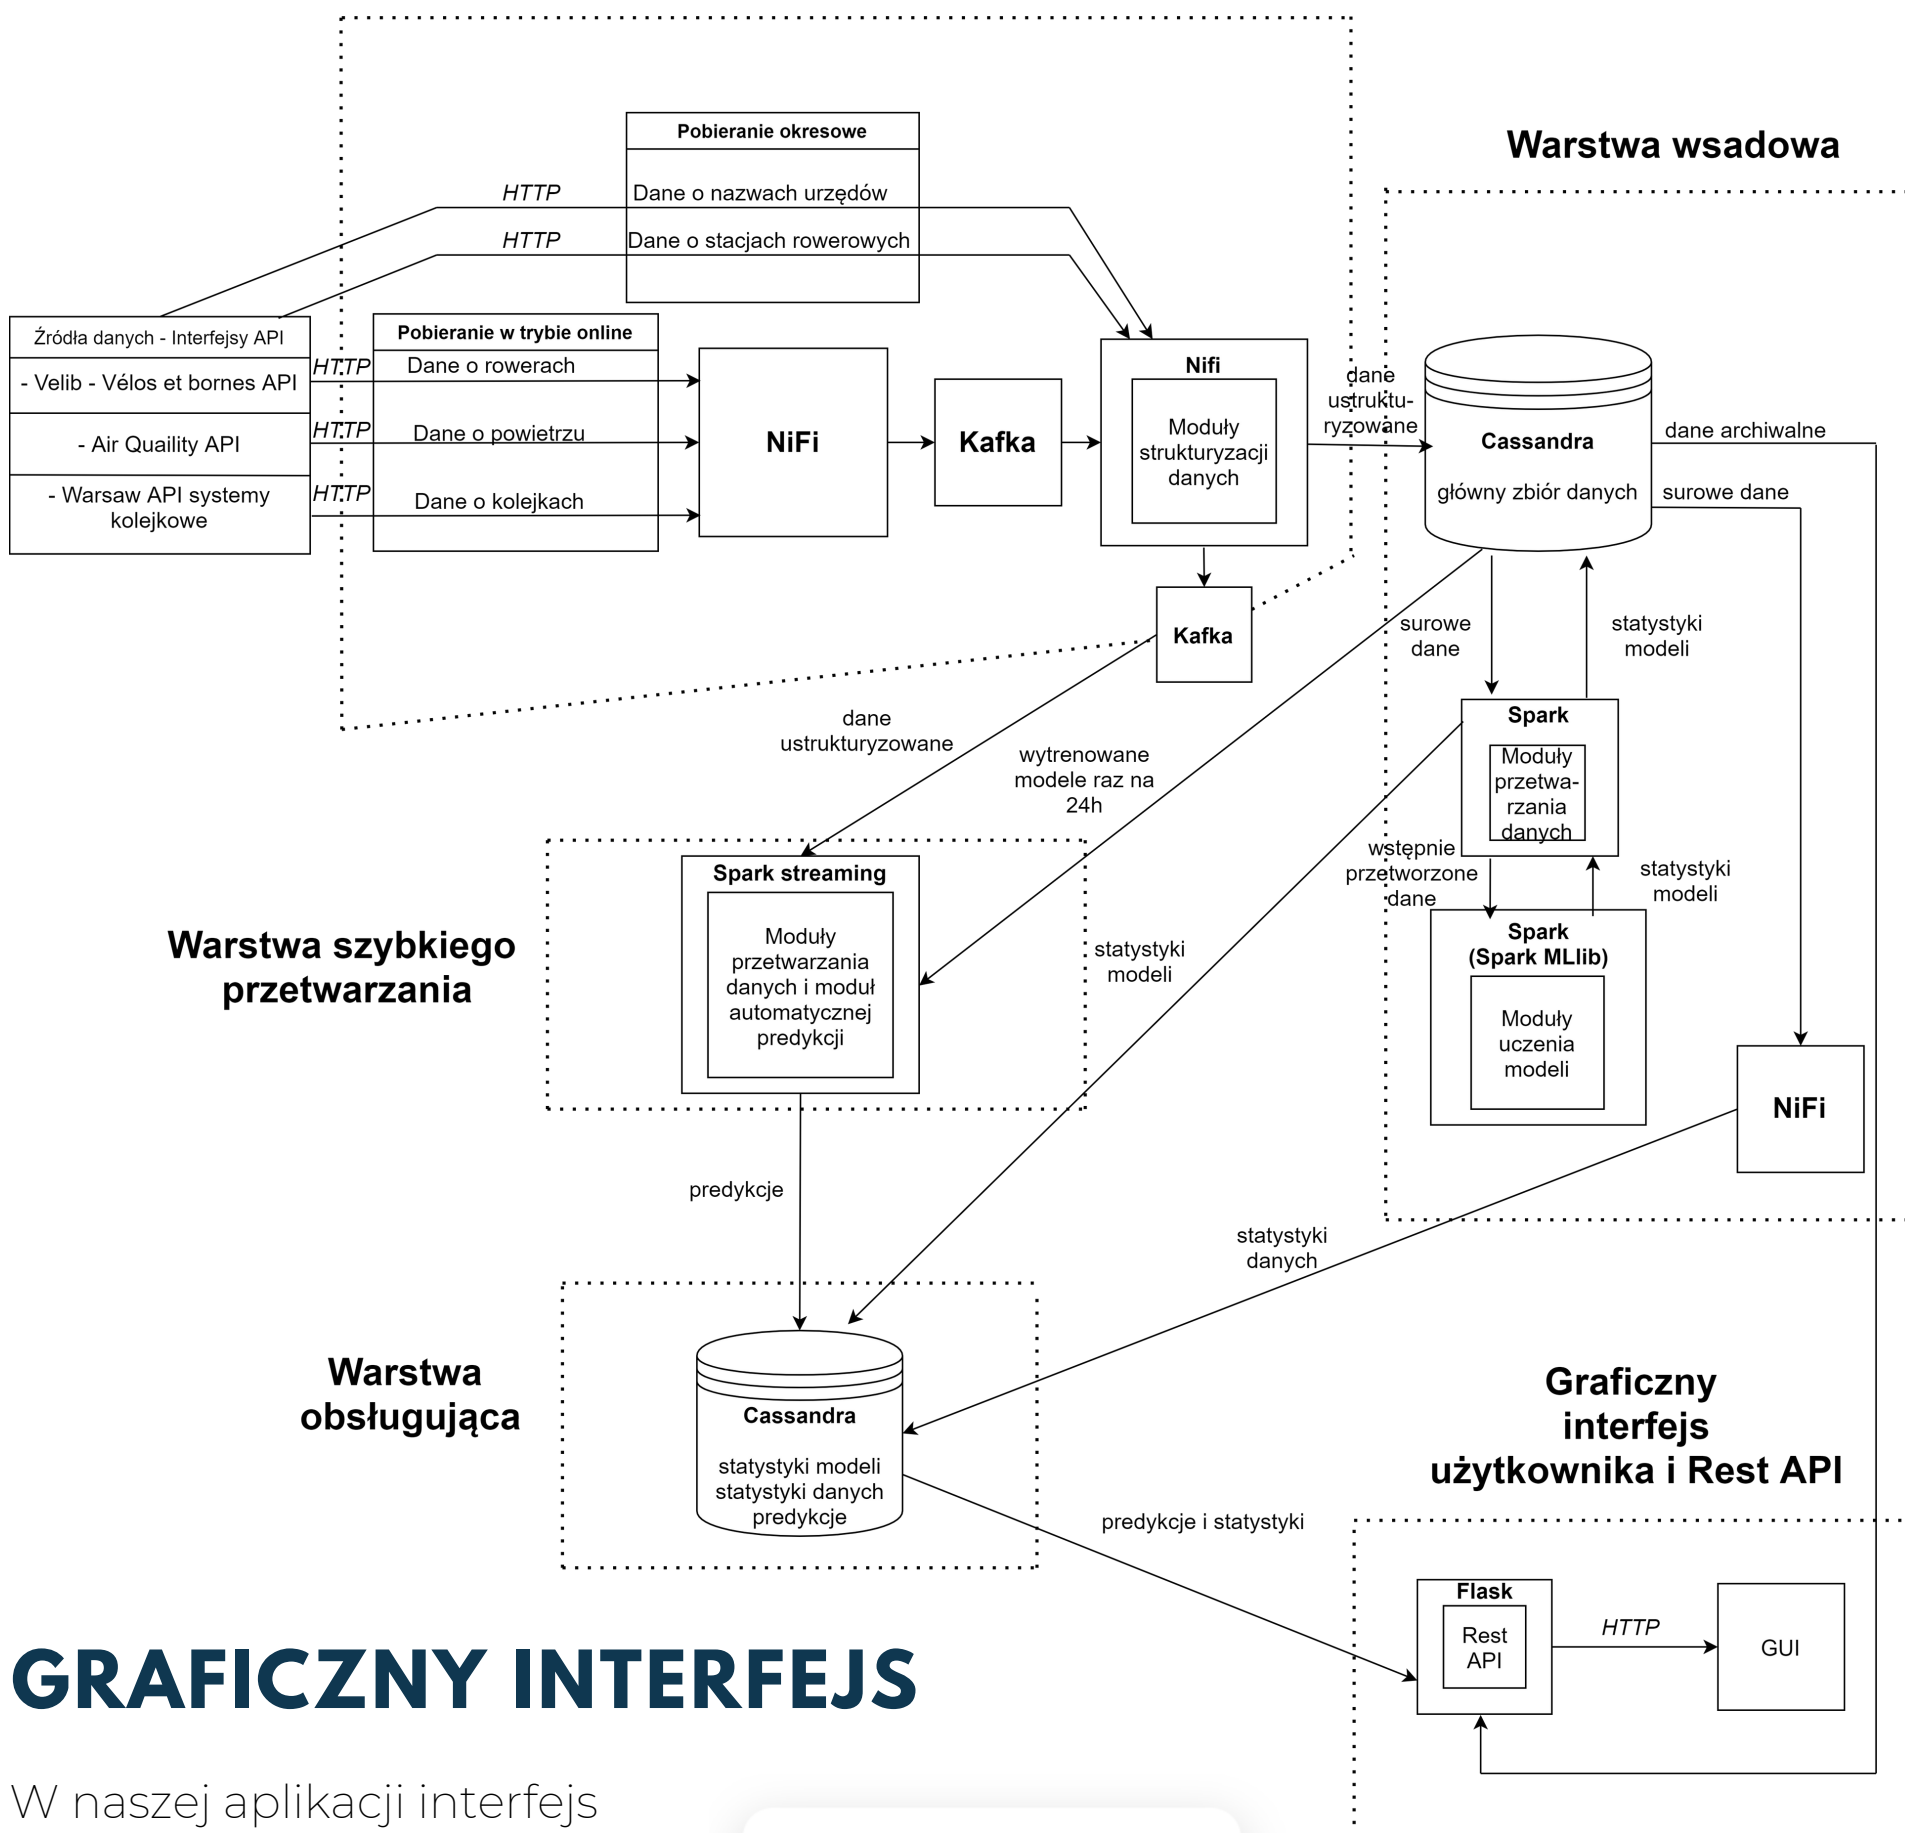 Warstwa wsadowa
Pobieranie okresowe
HTTP
Dane o nazwach urzędów
HTTP
Dane o stacjach rowerowych
Źródła danych - Interfejsy API
- Velib - Vélos et bornes API
- Air Quaility API
- Warsaw API systemy
kolejkowe
HTTP
HTTP
HTTP
Pobieranie w trybie online
Dane o rowerach
Dane o powietrzu
Dane o kolejkach
NiFi
Kafka
Nifi
Moduły
strukturyzacji
danych
dane
ustruktu-
ryzowane
Cassandra
główny zbiór danych
dane archiwalne
surowe dane
Kafka
surowe
dane
statystyki
modeli
dane
ustrukturyzowane
wytrenowane
modele raz na
24h
Spark
Moduły
przetwa-
rzania
danych
wstępnie
przetworzone
dane
statystyki
modeli
Spark
(Spark MLlib)
Moduły
uczenia
modeli
NiFi
Warstwa szybkiego
przetwarzania
Spark streaming
Moduły
przetwarzania
danych i moduł
automatycznej
predykcji
statystyki
modeli
predykcje
statystyki
danych
Warstwa
obsługująca
Cassandra
statystyki modeli
statystyki danych
predykcje
predykcje i statystyki
Graficzny
interfejs
użytkownika i Rest API
Flask
Rest
API
HTTP
GUI
GRAFICZNY INTERFEJS
W naszej aplikacji interfejs